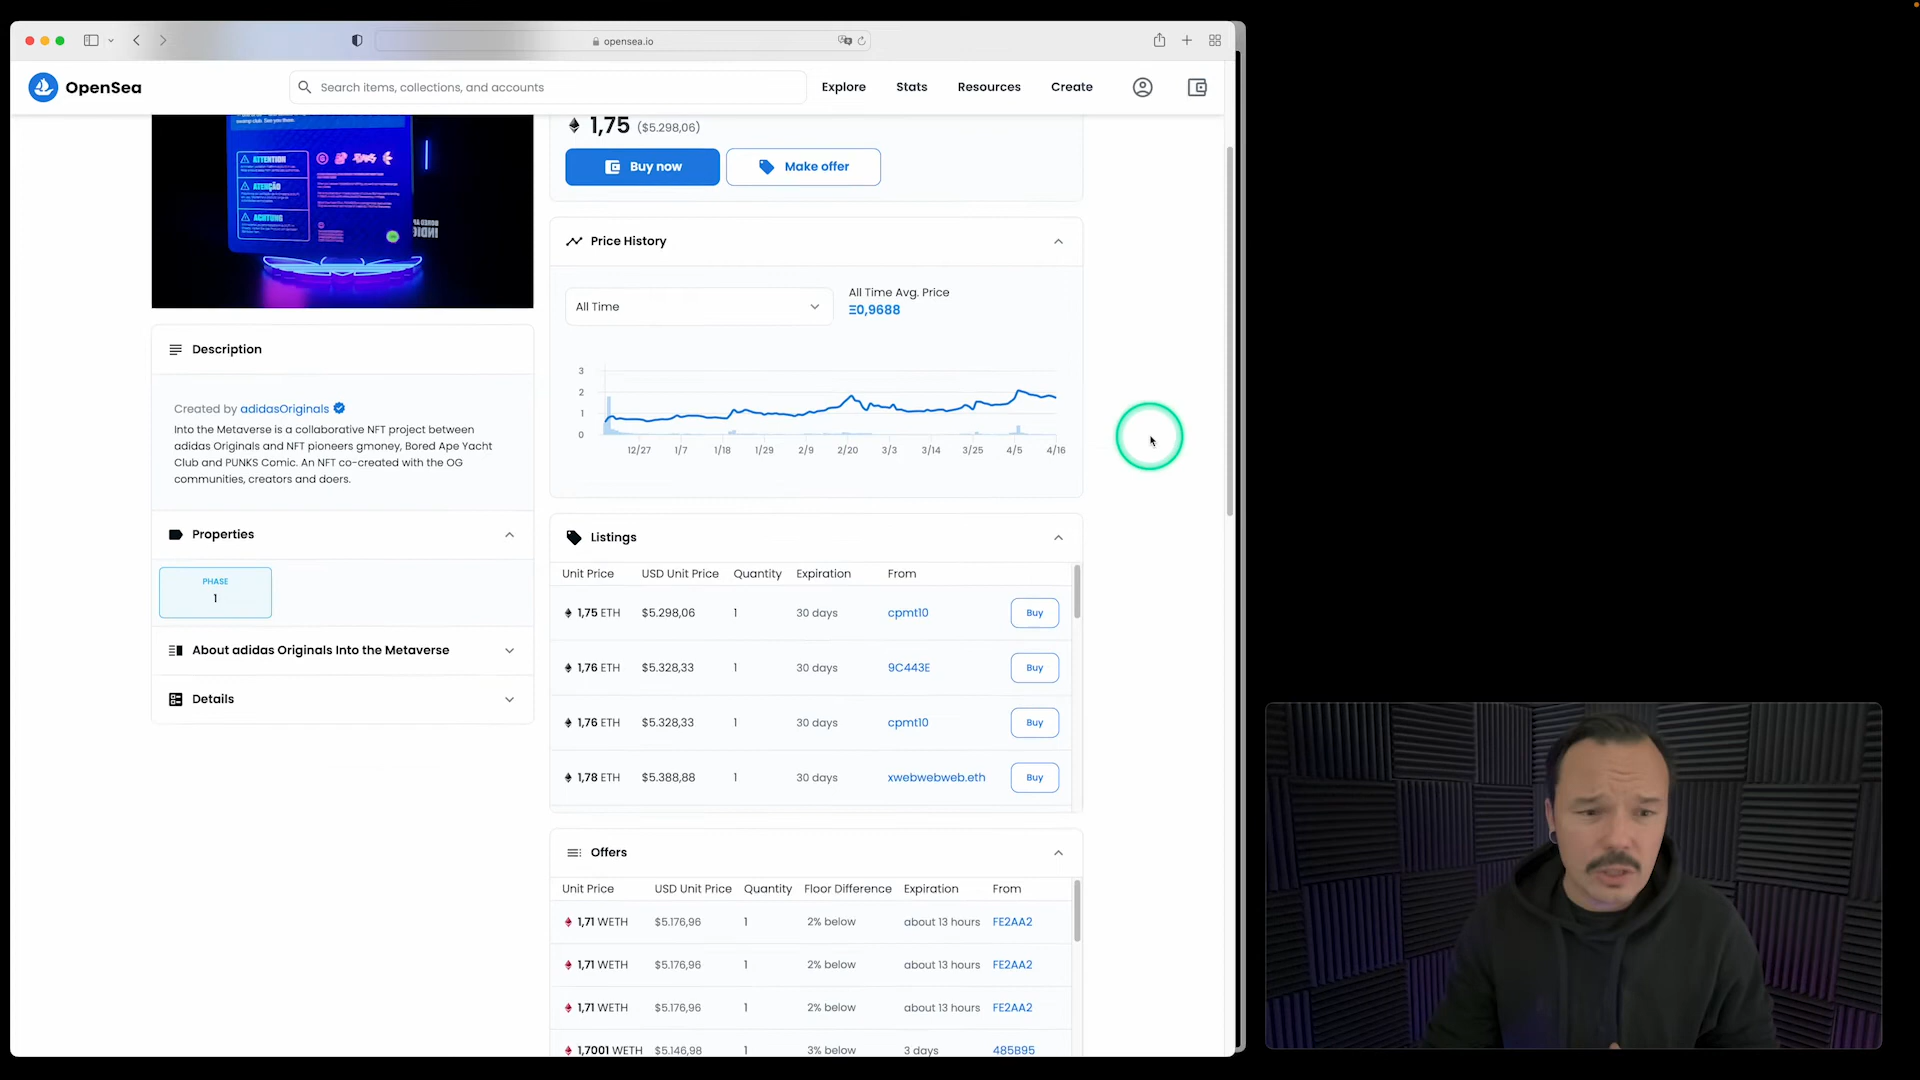 opensea.io
OpenSea
Search items, collections, and accounts
Explore
Stats
Resources
Create
swamp club. See you there.
ATTENTION
ATENÇÃO
ACHTUNG
1,75 ($5.298,06)
Buy now
Make offer
Price History
All Time
All Time Avg. Price
Ξ0,9688
3
2
1
0
12/27 1/7 1/18 1/29 2/9 2/20 3/3 3/14 3/25 4/5 4/16
Description
Created by adidasOriginals
Into the Metaverse is a collaborative NFT project between
adidas Originals and NFT pioneers gmoney, Bored Ape Yacht
Club and PUNKS Comic. An NFT co-created with the OG
communities, creators and doers.
Properties
PHASE
1
About adidas Originals Into the Metaverse
Details
Listings
Unit Price USD Unit Price Quantity Expiration From
1,75 ETH $5.298,06 1 30 days cpmt10 Buy
1,76 ETH $5.328,33 1 30 days 9C443E Buy
1,76 ETH $5.328,33 1 30 days cpmt10 Buy
1,78 ETH $5.388,88 1 30 days xwebwebweb.eth Buy
Offers
Unit Price USD Unit Price Quantity Floor Difference Expiration From
1,71 WETH $5.176,96 1 2% below about 13 hours FE2AA2
1,71 WETH $5.176,96 1 2% below about 13 hours FE2AA2
1,71 WETH $5.176,96 1 2% below about 13 hours FE2AA2
1,7001 WETH $5.146,98 1 3% below 3 days 485B95